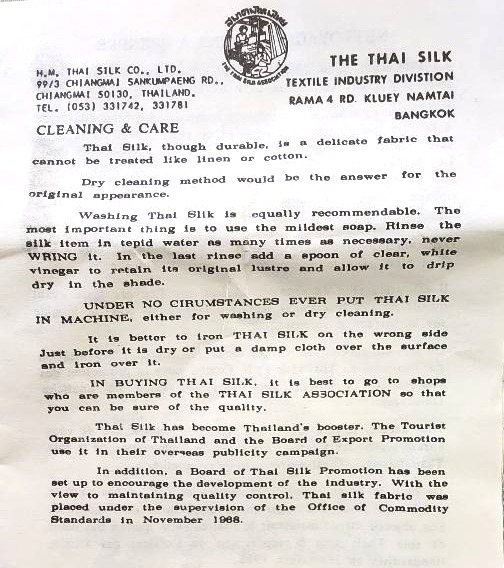 THE THAI SILK ASSOCIATION
H.M. THAI SILK CO., LTD.
99/3 CHIANGMAI SANKUMPAENG RD.,
CHIANGMAI 50130, THAILAND.
TEL. (053) 331742, 331781
THE THAI SILK
TEXTILE INDUSTRY DIVISTION
RAMA 4 RD. KLUEY NAMTAI
BANGKOK
CLEANING & CARE
Thai Silk, though durable, is a delicate fabric that
cannot be treated like linen or cotton.
Dry cleaning method would be the answer for the
original appearance.
Washing Thai Slik is equally recommendable. The
most important thing is to use the mildest soap. Rinse the
silk item in tepid water as many times as necessary, never
WRING it. In the last rinse add a spoon of clear, white
vinegar to retain its original lustre and allow it to drip
dry in the shade.
UNDER NO CIRUMSTANCES EVER PUT THAI SILK
IN MACHINE, either for washing or dry cleaning.
It is better to iron THAI SILK on the wrong side
Just before it is dry or put a damp cloth over the surface
and iron over it.
IN BUYING THAI SILK, it is best to go to shops
who are members of the THAI SILK ASSOCIATION so that
you can be sure of the quality.
Thai Silk has become Thailand's booster. The Tourist
Organization of Thailand and the Board of Export Promotion
use it in their overseas publicity campaign.
In addition, a Board of Thai Silk Promotion has been
set up to encourage the development of the industry. With the
view to maintaining quality control, Thai silk fabric was
placed under the supervision of the Office of Commodity
Standards in November 1988.